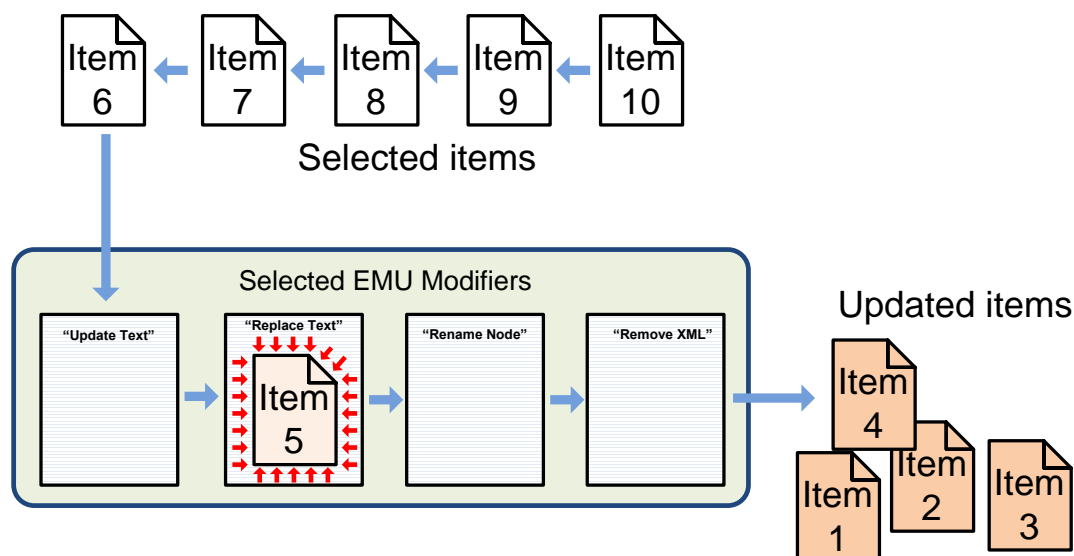 Item
6
Item
7
Item
8
Item
9
Item
10
Selected items
Selected EMU Modifiers
“Update Text”
“Replace Text”
“Rename Node”
“Remove XML”
Item
5
Updated items
Item
4
Item
2
Item
1
Item
3